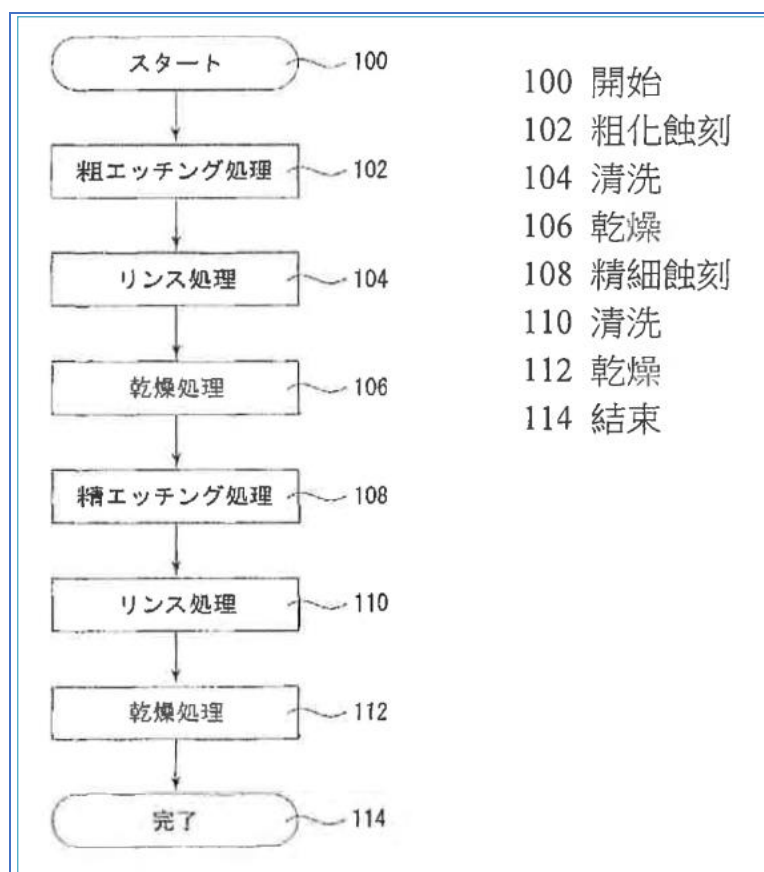 スタート 100
粗エッチング処理 102
リンス処理 104
乾燥処理 106
精エッチング処理 108
リンス処理 110
乾燥処理 112
完了 114
100 開始
102 粗化蝕刻
104 清洗
106 乾燥
108 精細蝕刻
110 清洗
112 乾燥
114 結束